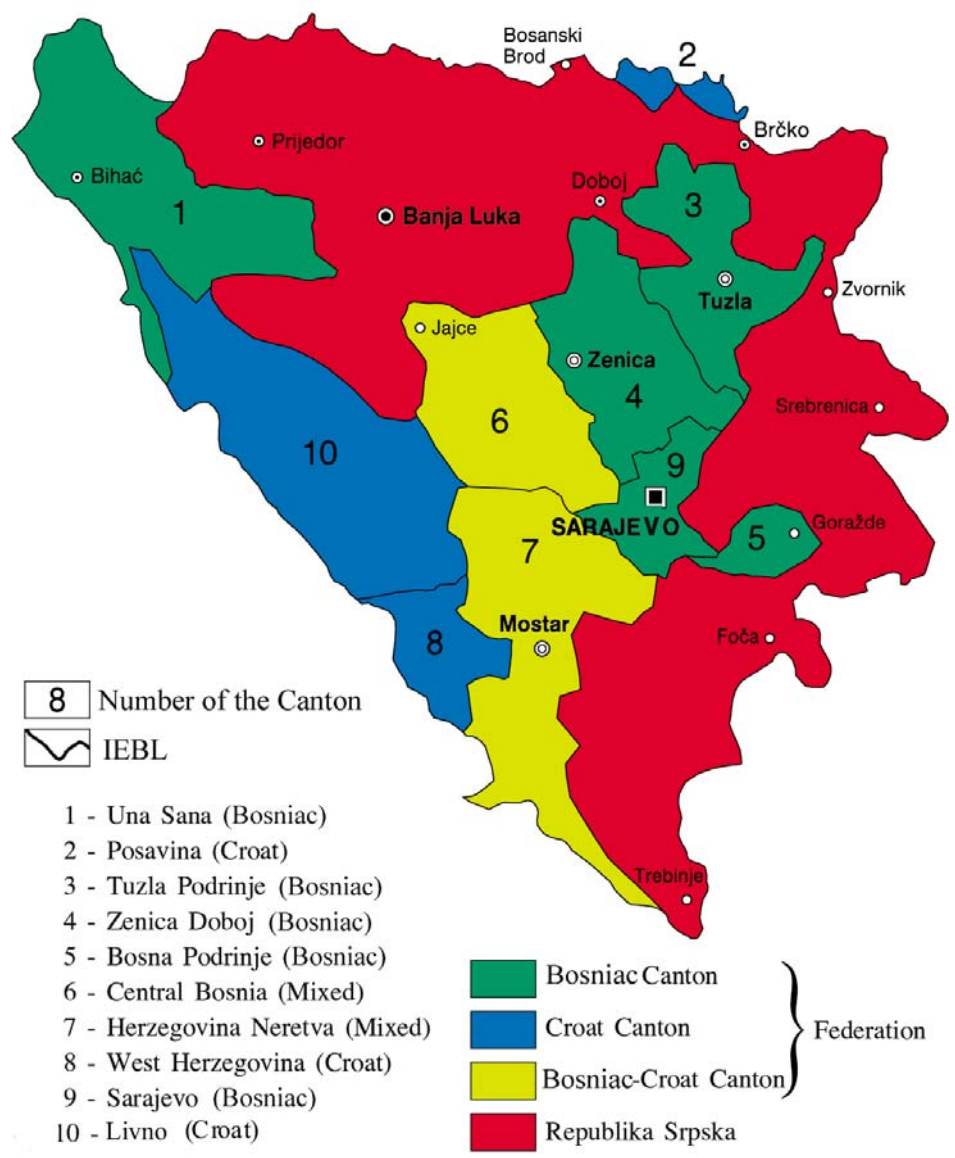 Bosanski
Brod
2
Brčko
Prijedor
Doboj
Bihać
1
Banja Luka
3
Tuzla
Zvornik
Jajce
Zenica
4
Srebrenica
6
10
9
SARAJEVO
5
Goražde
7
Mostar
Foča
8
Trebinje
8 Number of the Canton
IEBL
1 - Una Sana (Bosniac)
2 - Posavina (Croat)
3 - Tuzla Podrinje (Bosniac)
4 - Zenica Doboj (Bosniac)
5 - Bosna Podrinje (Bosniac)
6 - Central Bosnia (Mixed)
7 - Herzegovina Neretva (Mixed)
8 - West Herzegovina (Croat)
9 - Sarajevo (Bosniac)
10 - Livno (Croat)
Bosniac Canton
Croat Canton
Bosniac-Croat Canton
Federation
Republika Srpska